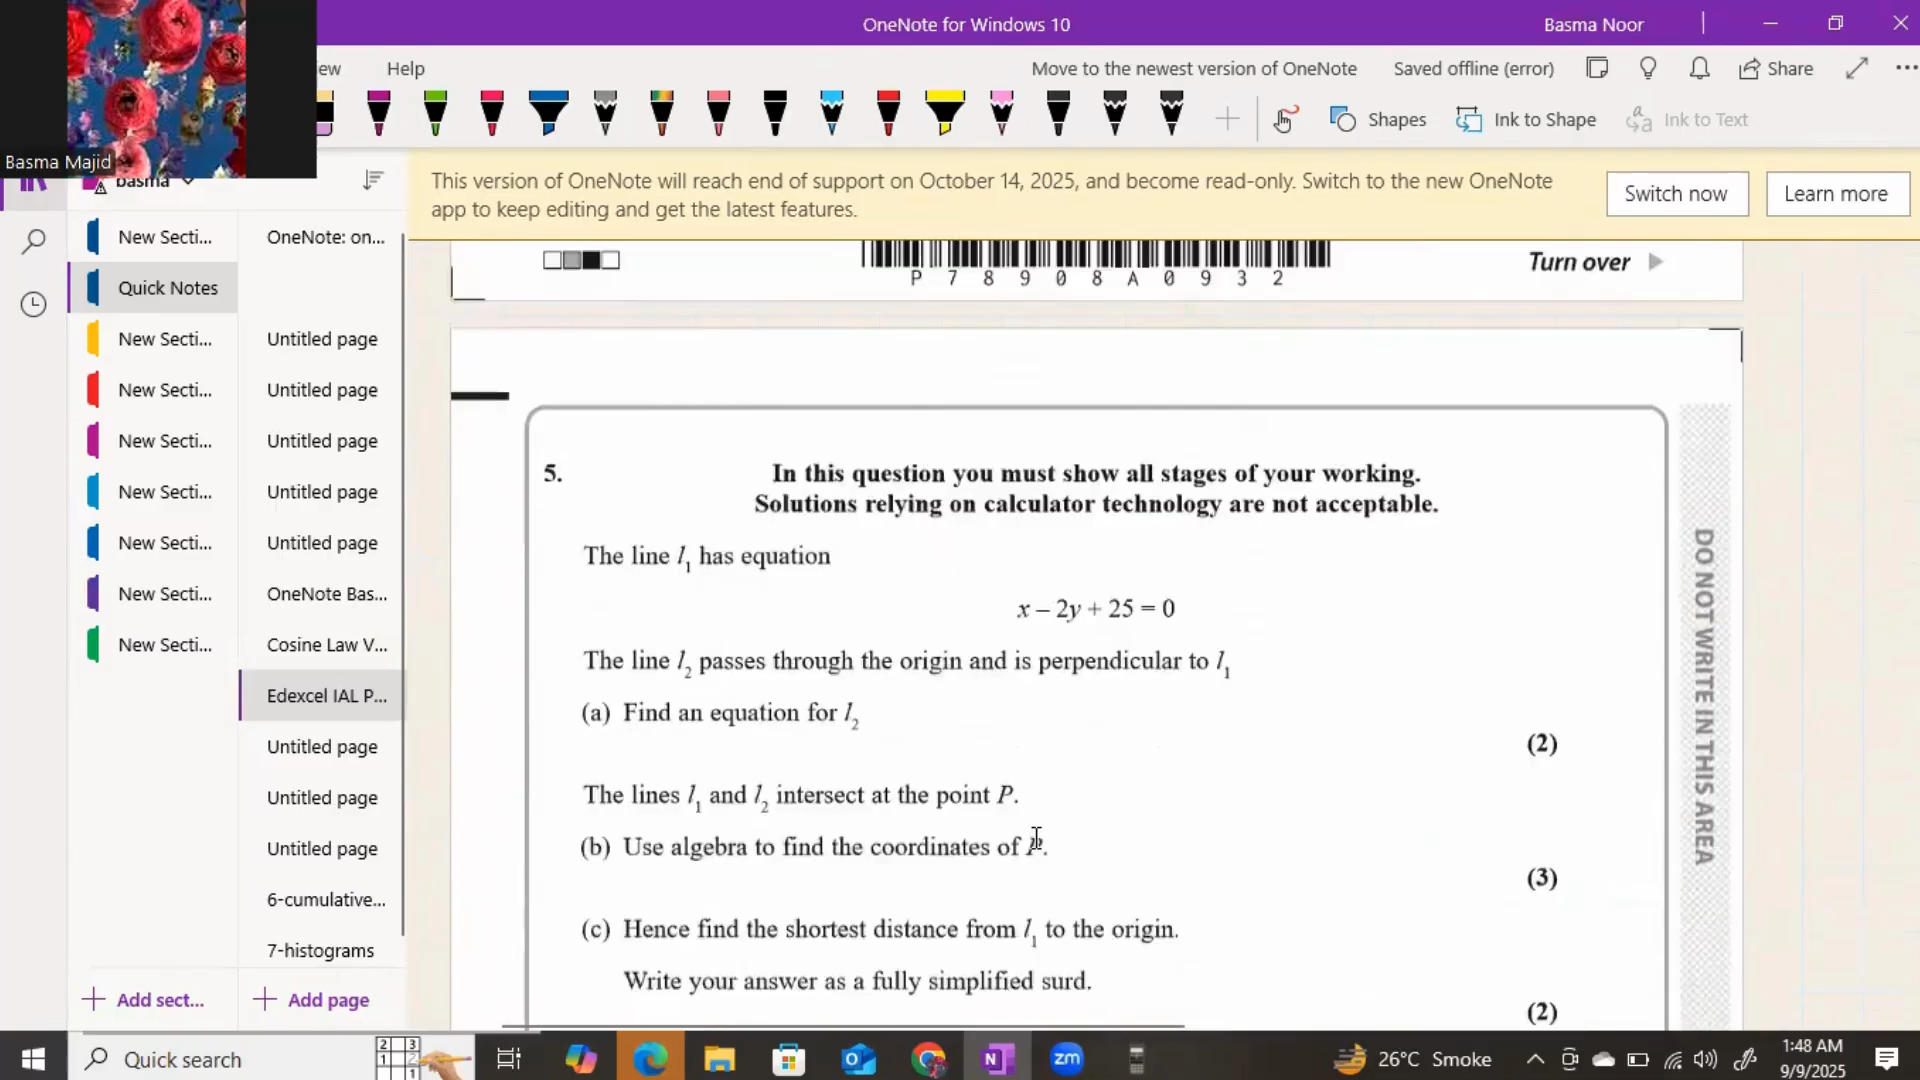 OneNote for Windows 10
Basma Noor
Help
Move to the newest version of OneNote
Saved offline (error)
Share
Shapes
Ink to Shape
Ink to Text
Basma Majid
basma
This version of OneNote will reach end of support on October 14, 2025, and become read-only. Switch to the new OneNote
app to keep editing and get the latest features.
Switch now
Learn more
New Secti...
Quick Notes
New Secti...
New Secti...
New Secti...
New Secti...
New Secti...
New Secti...
New Secti...
Add sect...
OneNote: on...
Untitled page
Untitled page
Untitled page
Untitled page
Untitled page
OneNote Bas...
Cosine Law V...
Edexcel IAL P...
Untitled page
Untitled page
Untitled page
6-cumulative...
7-histograms
Add page
P 7 8 9 0 8 A 0 9 3 2
Turn over
5.
In this question you must show all stages of your working.
Solutions relying on calculator technology are not acceptable.
The line l₁ has equation
x – 2y + 25 = 0
The line l₂ passes through the origin and is perpendicular to l₁
(a) Find an equation for l₂
(2)
The lines l₁ and l₂ intersect at the point P.
(b) Use algebra to find the coordinates of P.
(3)
(c) Hence find the shortest distance from l₁ to the origin.
Write your answer as a fully simplified surd.
(2)
DO NOT WRITE IN THIS AREA
Quick search
26°C Smoke
1:48 AM
9/9/2025